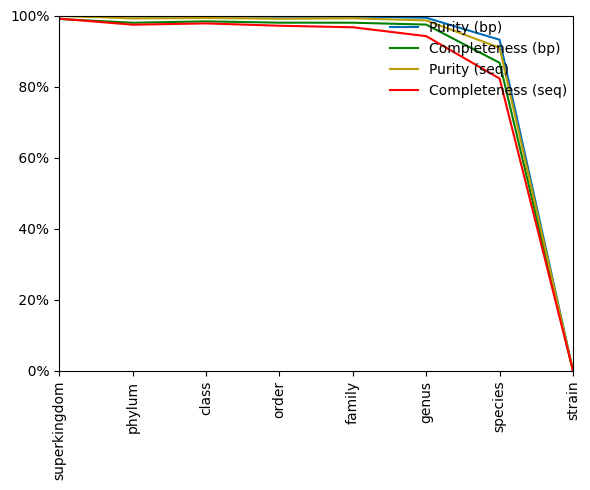 100%
80%
60%
40%
20%
0%
Purity (bp)
Completeness (bp)
Purity (seq)
Completeness (seq)
superkingdom
phylum
class
order
family
genus
species
strain